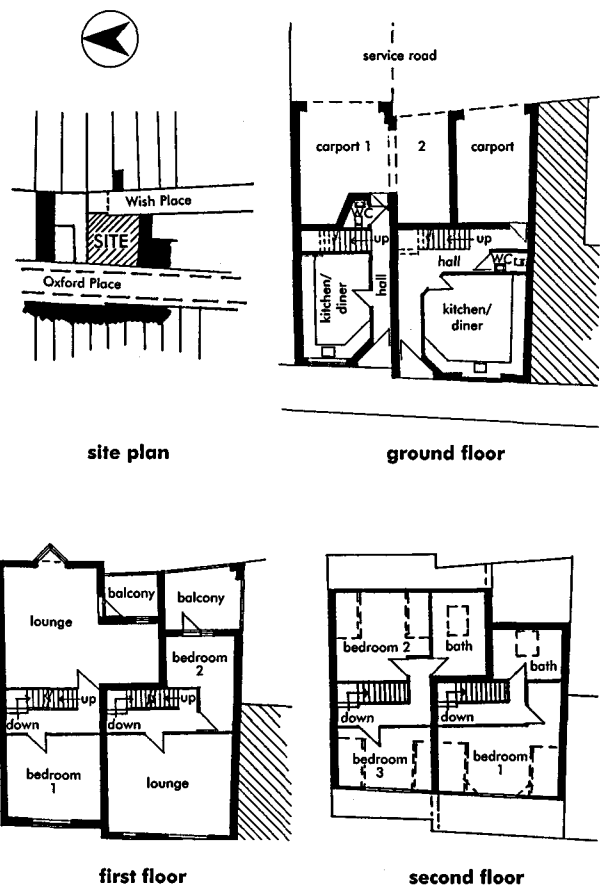 service road
carport 1
2
carport
Wish Place
SITE
Oxford Place
WC
up
hall
kitchen/
diner
up
hall
WC
kitchen/
diner
site plan
ground floor
lounge
balcony
balcony
bedroom
2
up
down
up
down
bedroom
1
lounge
bedroom 2
bath
bath
down
down
bedroom
3
bedroom
1
first floor
second floor